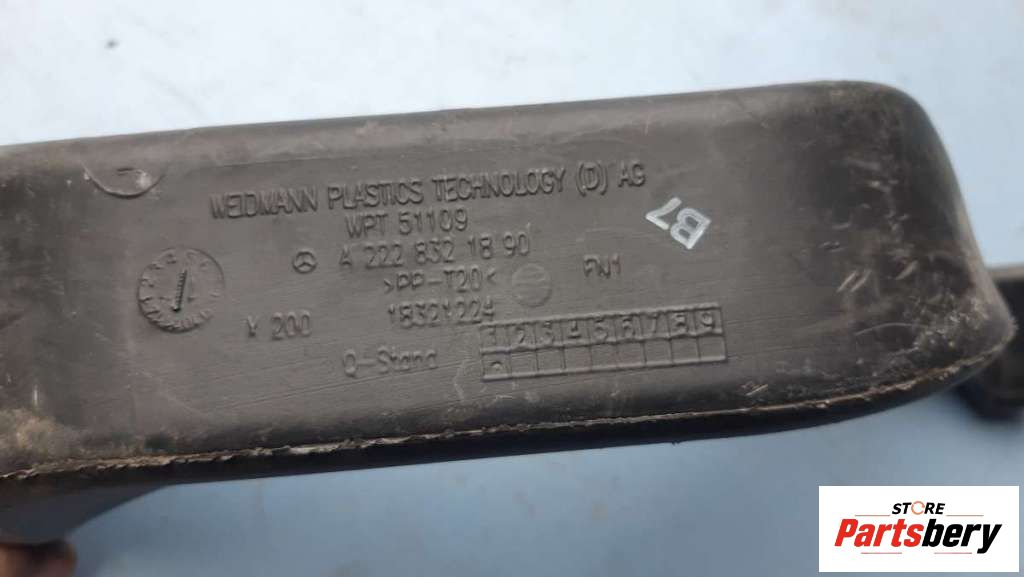 WEIDMANN PLASTICS TECHNOLOGY (D) AG
WPT 51109
A 222 832 18 90
>PP-T20<
FW1
18321224
Y 200
Q-Stand
1 2 3 4 5 6 7 8 9
B7
STORE
Partsbery